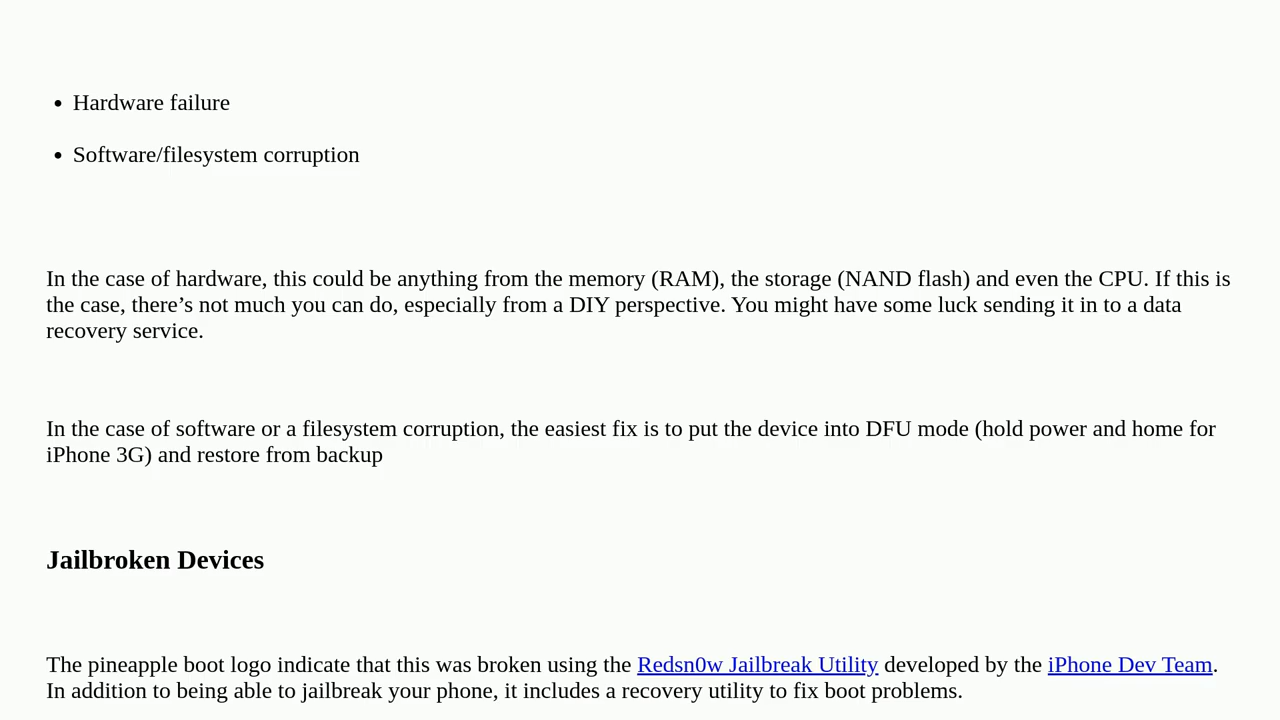 • Hardware failure
• Software/filesystem corruption
In the case of hardware, this could be anything from the memory (RAM), the storage (NAND flash) and even the CPU. If this is
the case, there’s not much you can do, especially from a DIY perspective. You might have some luck sending it in to a data
recovery service.
In the case of software or a filesystem corruption, the easiest fix is to put the device into DFU mode (hold power and home for
iPhone 3G) and restore from backup
Jailbroken Devices
The pineapple boot logo indicate that this was broken using the Redsn0w Jailbreak Utility developed by the iPhone Dev Team.
In addition to being able to jailbreak your phone, it includes a recovery utility to fix boot problems.